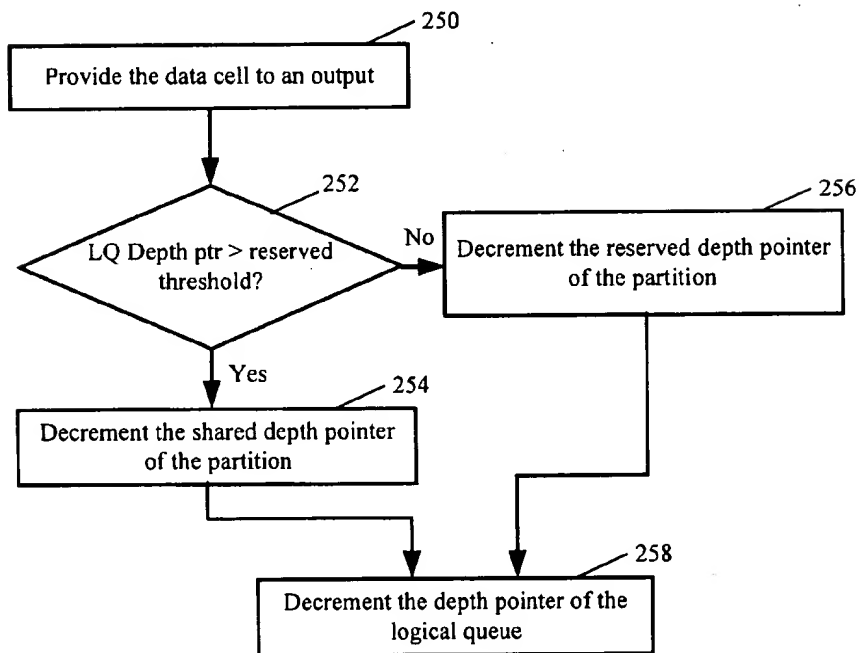 250
Provide the data cell to an output
252
LQ Depth ptr > reserved
threshold?
No
256
Decrement the reserved depth pointer
of the partition
Yes
254
Decrement the shared depth pointer
of the partition
258
Decrement the depth pointer of the
logical queue